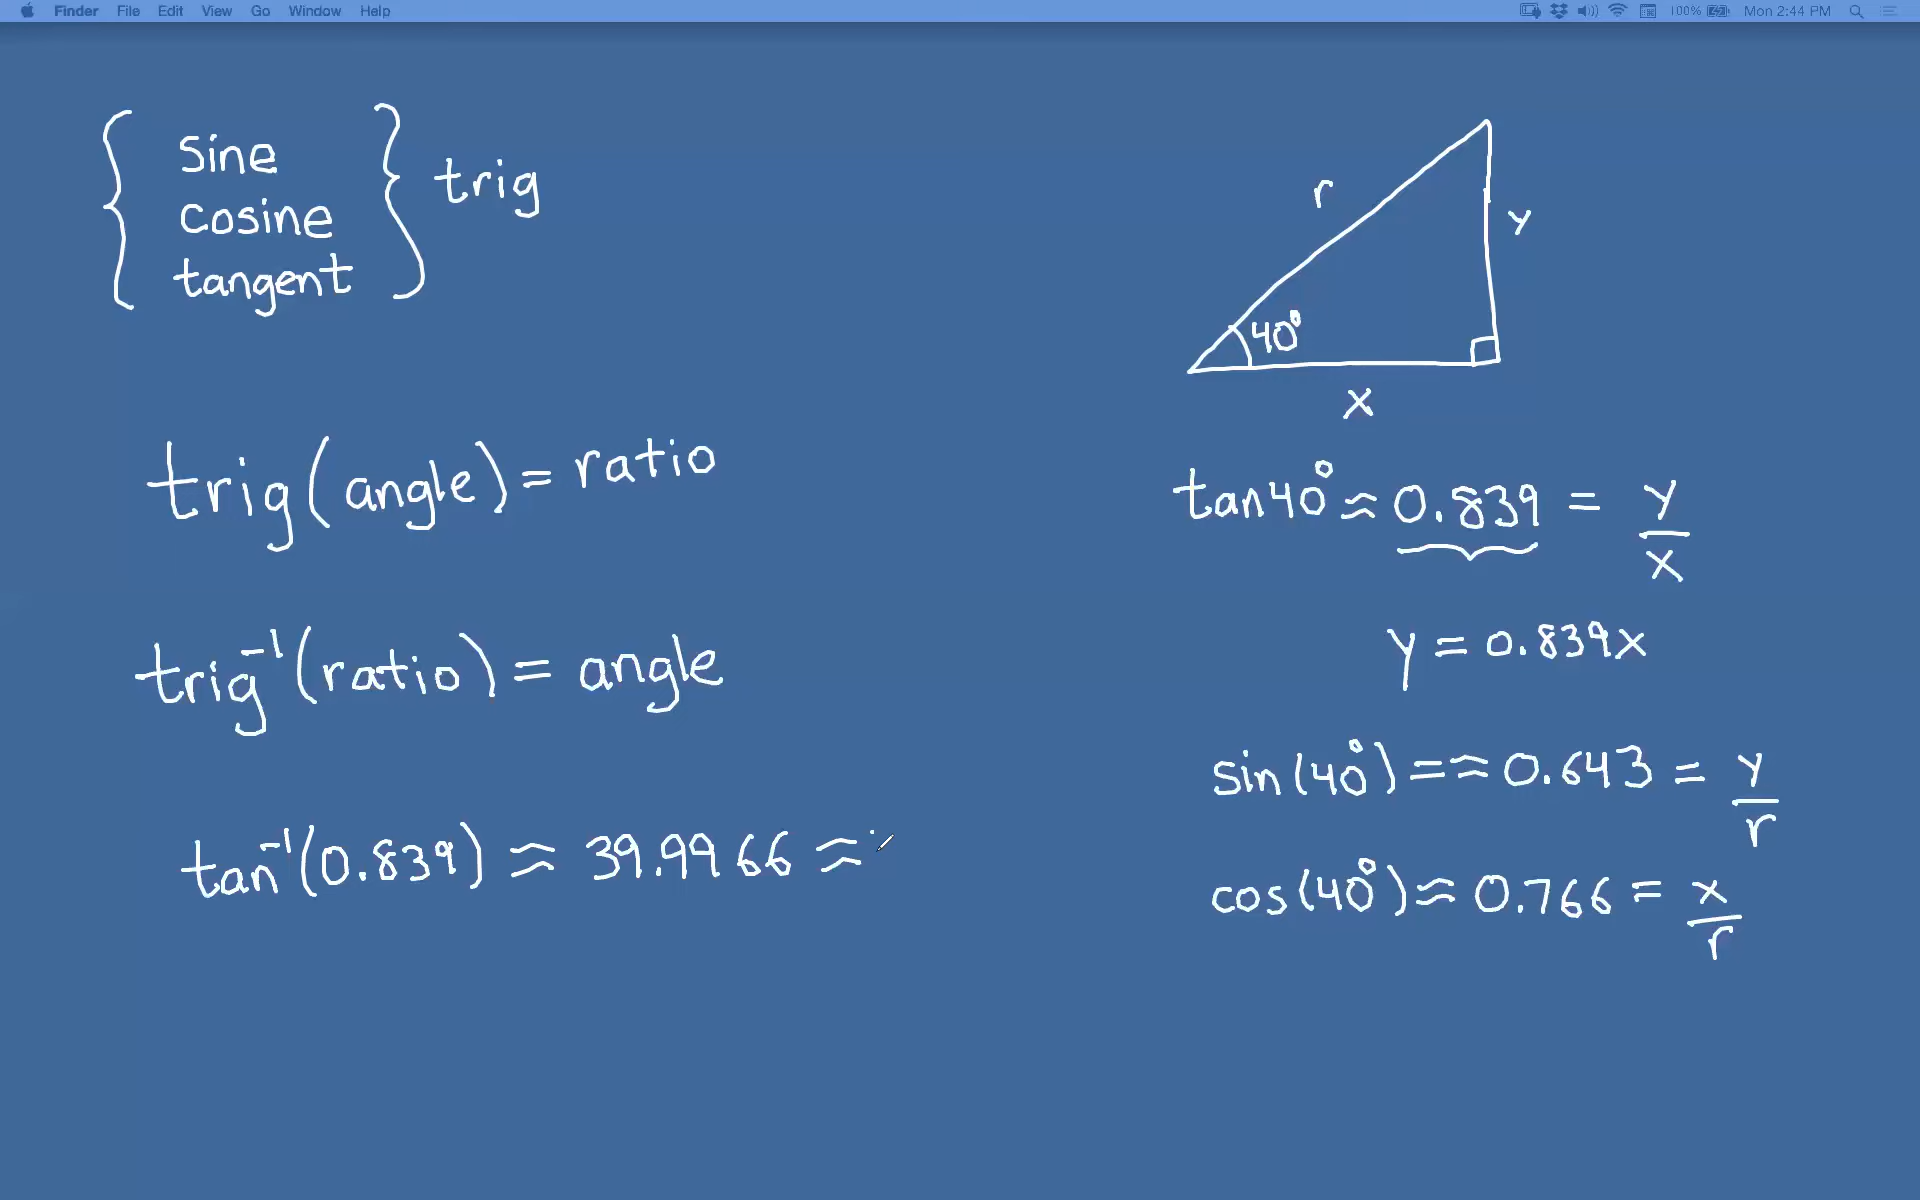 Finder File Edit View Go Window Help 100% Mon 2:44 PM
sine
cosine
tangent
trig
trig(angle) = ratio
trig⁻¹(ratio) = angle
tan⁻¹(0.839) ≈ 39.9966 ≈
r
y
40°
x
tan40° ≈ 0.839 = y/x
y = 0.839x
sin(40°) = ≈ 0.643 = y/r
cos(40°) ≈ 0.766 = x/r